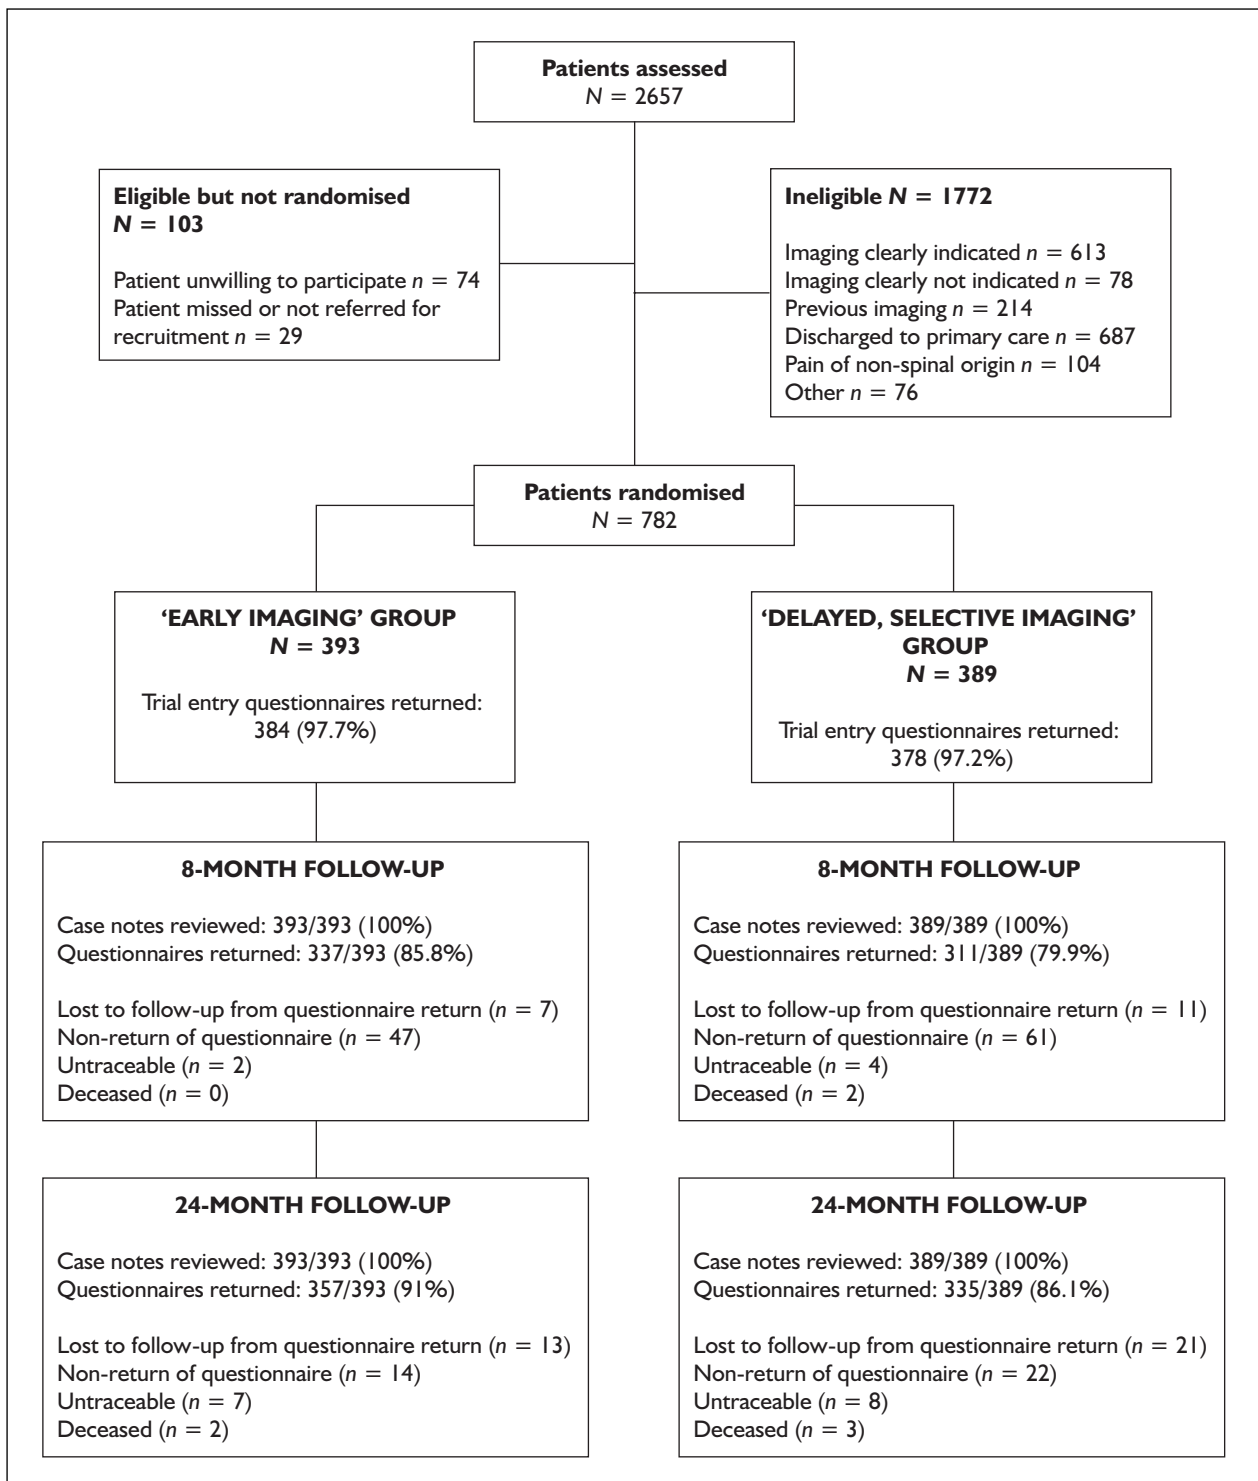 Patients assessed
N = 2657
Eligible but not randomised
N = 103
Patient unwilling to participate n = 74
Patient missed or not referred for
recruitment n = 29
Ineligible N = 1772
Imaging clearly indicated n = 613
Imaging clearly not indicated n = 78
Previous imaging n = 214
Discharged to primary care n = 687
Pain of non-spinal origin n = 104
Other n = 76
Patients randomised
N = 782
‘EARLY IMAGING’ GROUP
N = 393
Trial entry questionnaires returned:
384 (97.7%)
‘DELAYED, SELECTIVE IMAGING’
GROUP
N = 389
Trial entry questionnaires returned:
378 (97.2%)
8-MONTH FOLLOW-UP
Case notes reviewed: 393/393 (100%)
Questionnaires returned: 337/393 (85.8%)
Lost to follow-up from questionnaire return (n = 7)
Non-return of questionnaire (n = 47)
Untraceable (n = 2)
Deceased (n = 0)
8-MONTH FOLLOW-UP
Case notes reviewed: 389/389 (100%)
Questionnaires returned: 311/389 (79.9%)
Lost to follow-up from questionnaire return (n = 11)
Non-return of questionnaire (n = 61)
Untraceable (n = 4)
Deceased (n = 2)
24-MONTH FOLLOW-UP
Case notes reviewed: 393/393 (100%)
Questionnaires returned: 357/393 (91%)
Lost to follow-up from questionnaire return (n = 13)
Non-return of questionnaire (n = 14)
Untraceable (n = 7)
Deceased (n = 2)
24-MONTH FOLLOW-UP
Case notes reviewed: 389/389 (100%)
Questionnaires returned: 335/389 (86.1%)
Lost to follow-up from questionnaire return (n = 21)
Non-return of questionnaire (n = 22)
Untraceable (n = 8)
Deceased (n = 3)